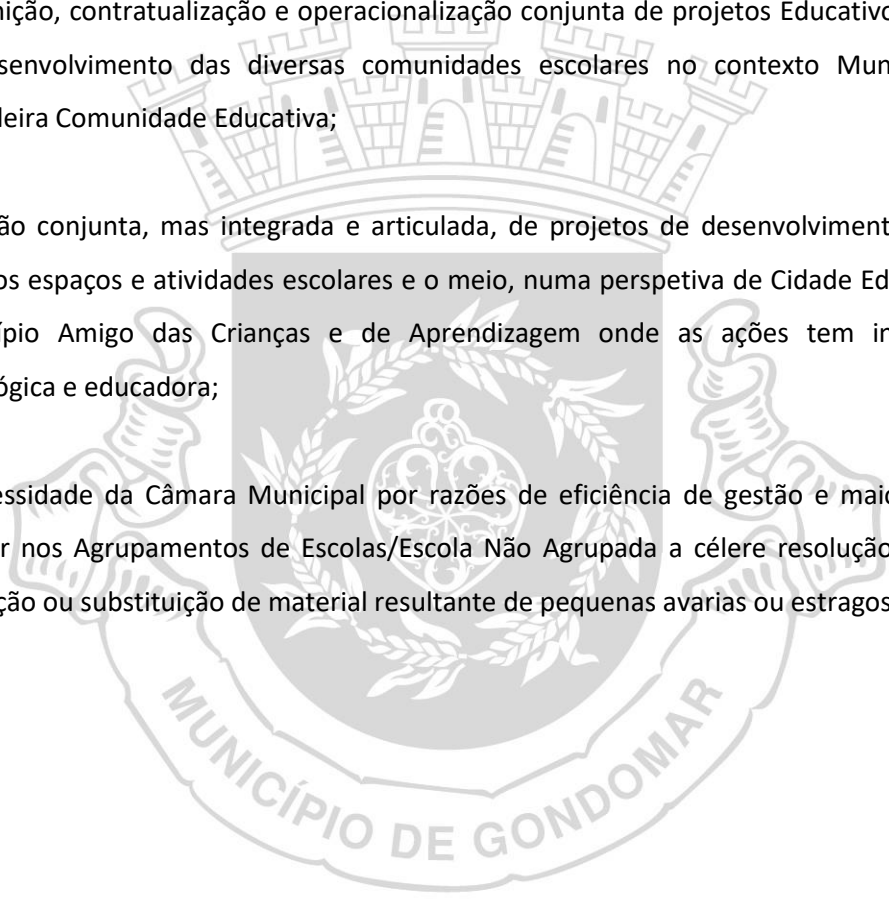 nição, contratualização e operacionalização conjunta de projetos Educativo
senvolvimento das diversas comunidades escolares no contexto Mun
leira Comunidade Educativa;
ão conjunta, mas integrada e articulada, de projetos de desenvolviment
os espaços e atividades escolares e o meio, numa perspetiva de Cidade Ed
ípio Amigo das Crianças e de Aprendizagem onde as ações tem in
ógica e educadora;
essidade da Câmara Municipal por razões de eficiência de gestão e maio
r nos Agrupamentos de Escolas/Escola Não Agrupada a célere resolução
ção ou substituição de material resultante de pequenas avarias ou estragos
MUNICÍPIO DE GONDOMAR